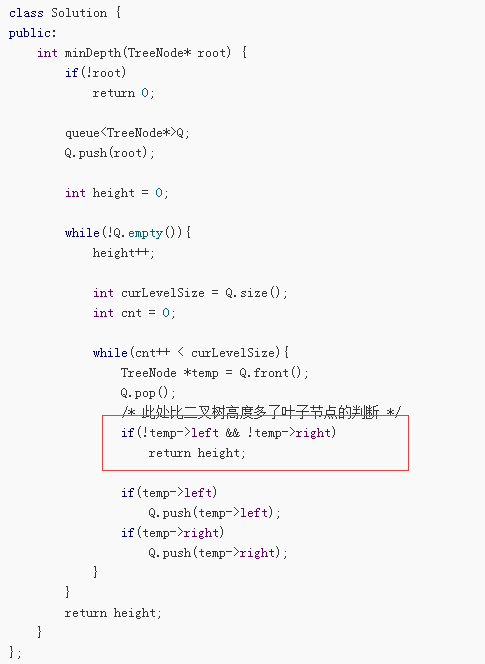 class Solution {
public:
    int minDepth(TreeNode* root) {
        if(!root)
            return 0;

        queue<TreeNode*>Q;
        Q.push(root);

        int height = 0;

        while(!Q.empty()){
            height++;

            int curLevelSize = Q.size();
            int cnt = 0;

            while(cnt++ < curLevelSize){
                TreeNode *temp = Q.front();
                Q.pop();
                /* 此处比二叉树高度多了叶子节点的判断 */
                if(!temp->left && !temp->right)
                    return height;

                if(temp->left)
                    Q.push(temp->left);
                if(temp->right)
                    Q.push(temp->right);
            }
        }
        return height;
    }
};